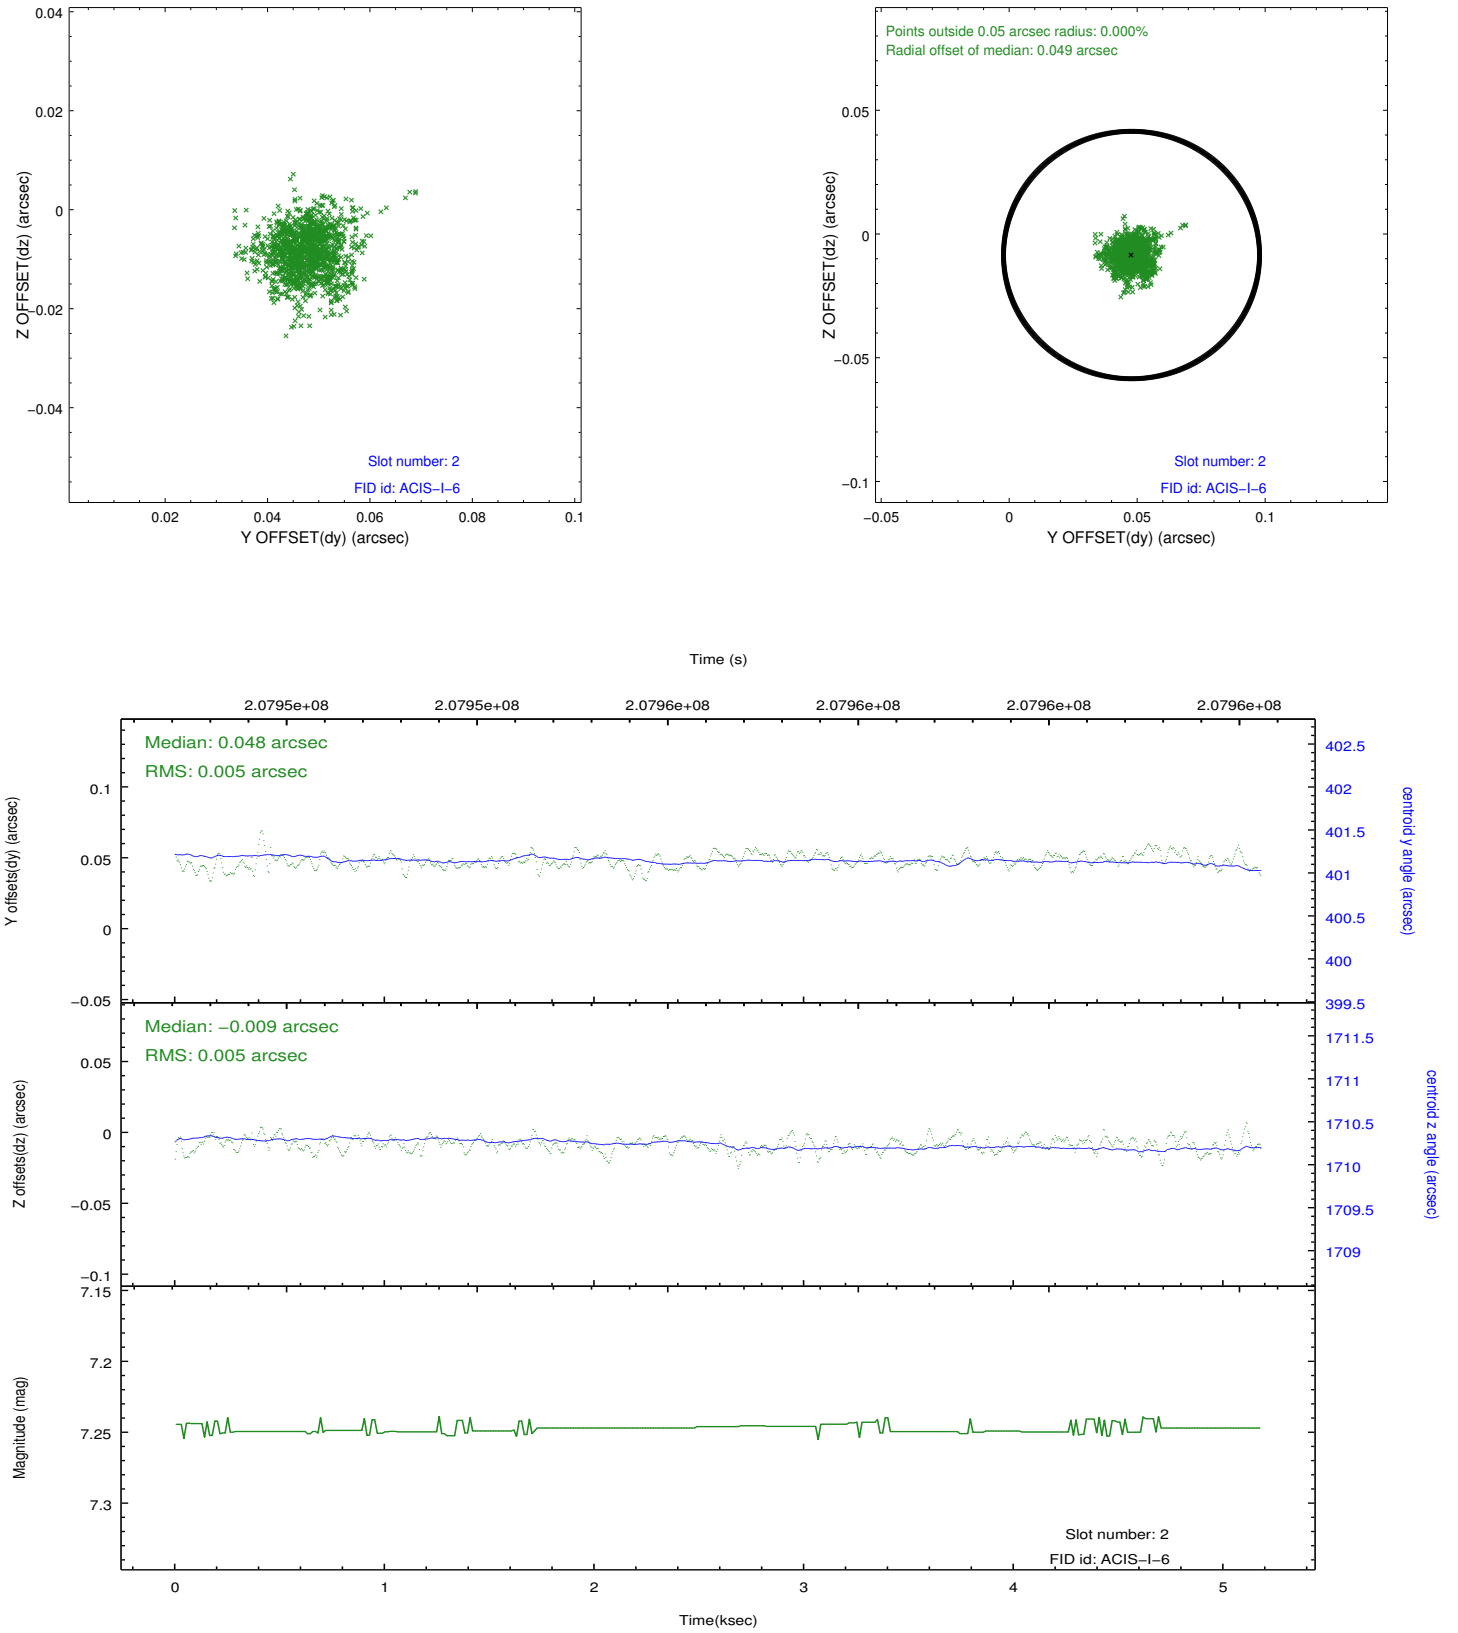 0.04
0.02
0
−0.02
−0.04
Z OFFSET(dz) (arcsec)
Slot number: 2
FID id: ACIS−I−6
0.02 0.04 0.06 0.08 0.1
Y OFFSET(dy) (arcsec)
Points outside 0.05 arcsec radius: 0.000%
Radial offset of median: 0.049 arcsec
0.05
0
−0.05
−0.1
Z OFFSET(dz) (arcsec)
Slot number: 2
FID id: ACIS−I−6
−0.05 0 0.05 0.1
Y OFFSET(dy) (arcsec)
Time (s)
2.0795e+08 2.0795e+08 2.0796e+08 2.0796e+08 2.0796e+08 2.0796e+08
Median: 0.048 arcsec
RMS: 0.005 arcsec
0.1
0.05
0
−0.05
Y offsets(dy) (arcsec)
402.5
402
401.5
401
400.5
400
399.5
centroid y angle (arcsec)
Median: −0.009 arcsec
RMS: 0.005 arcsec
0.05
0
−0.05
−0.1
Z offsets(dz) (arcsec)
1711.5
1711
1710.5
1710
1709.5
1709
centroid z angle (arcsec)
7.15
7.2
7.25
7.3
Magnitude (mag)
Slot number: 2
FID id: ACIS−I−6
0 1 2 3 4 5
Time(ksec)